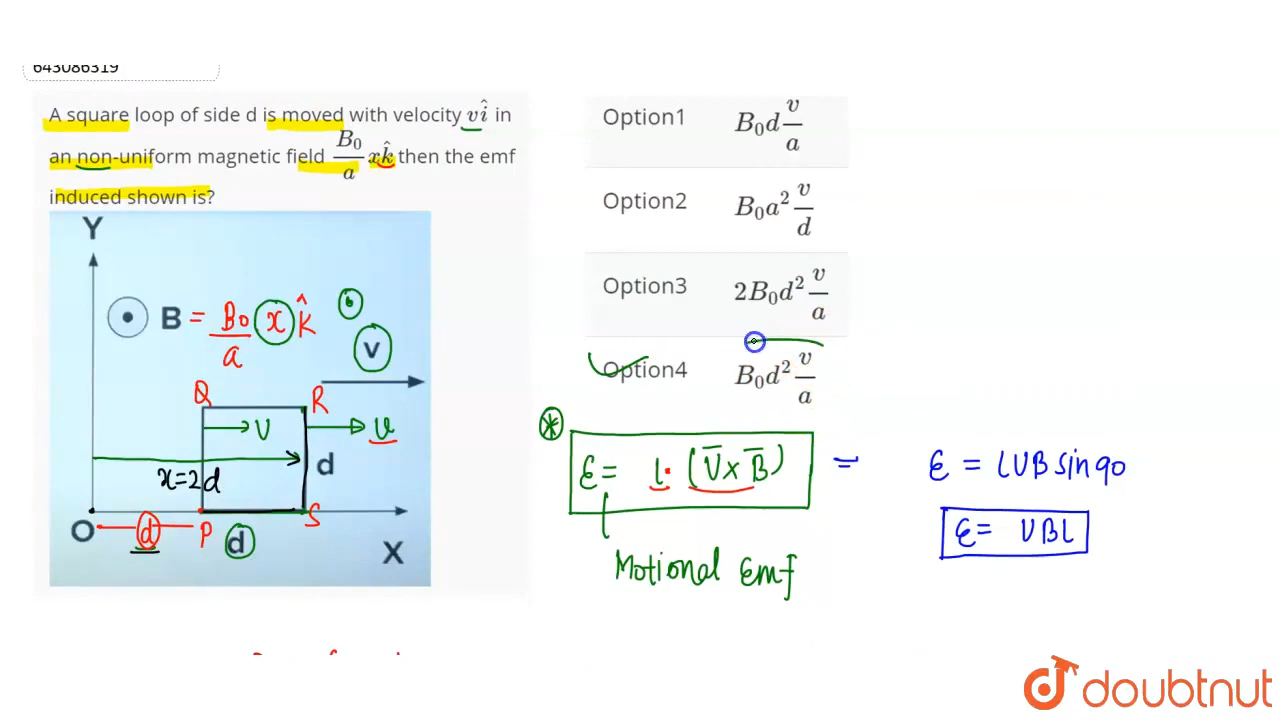 643086319
A square loop of side d is moved with velocity vî in
an non-uniform magnetic field B₀/a xk̂ then the emf
induced shown is?
Option1 B₀d v/a
Option2 B₀a² v/d
Option3 2B₀d² v/a
Option4 B₀d² v/a
Y
B = B₀/a x k̂
v
Q R
V v
x=2d d
O d P d S
X
ε = l · (V̅ × B̅) = ε = LVB sin 90
ε = VBL
Motional Emf
doubtnut